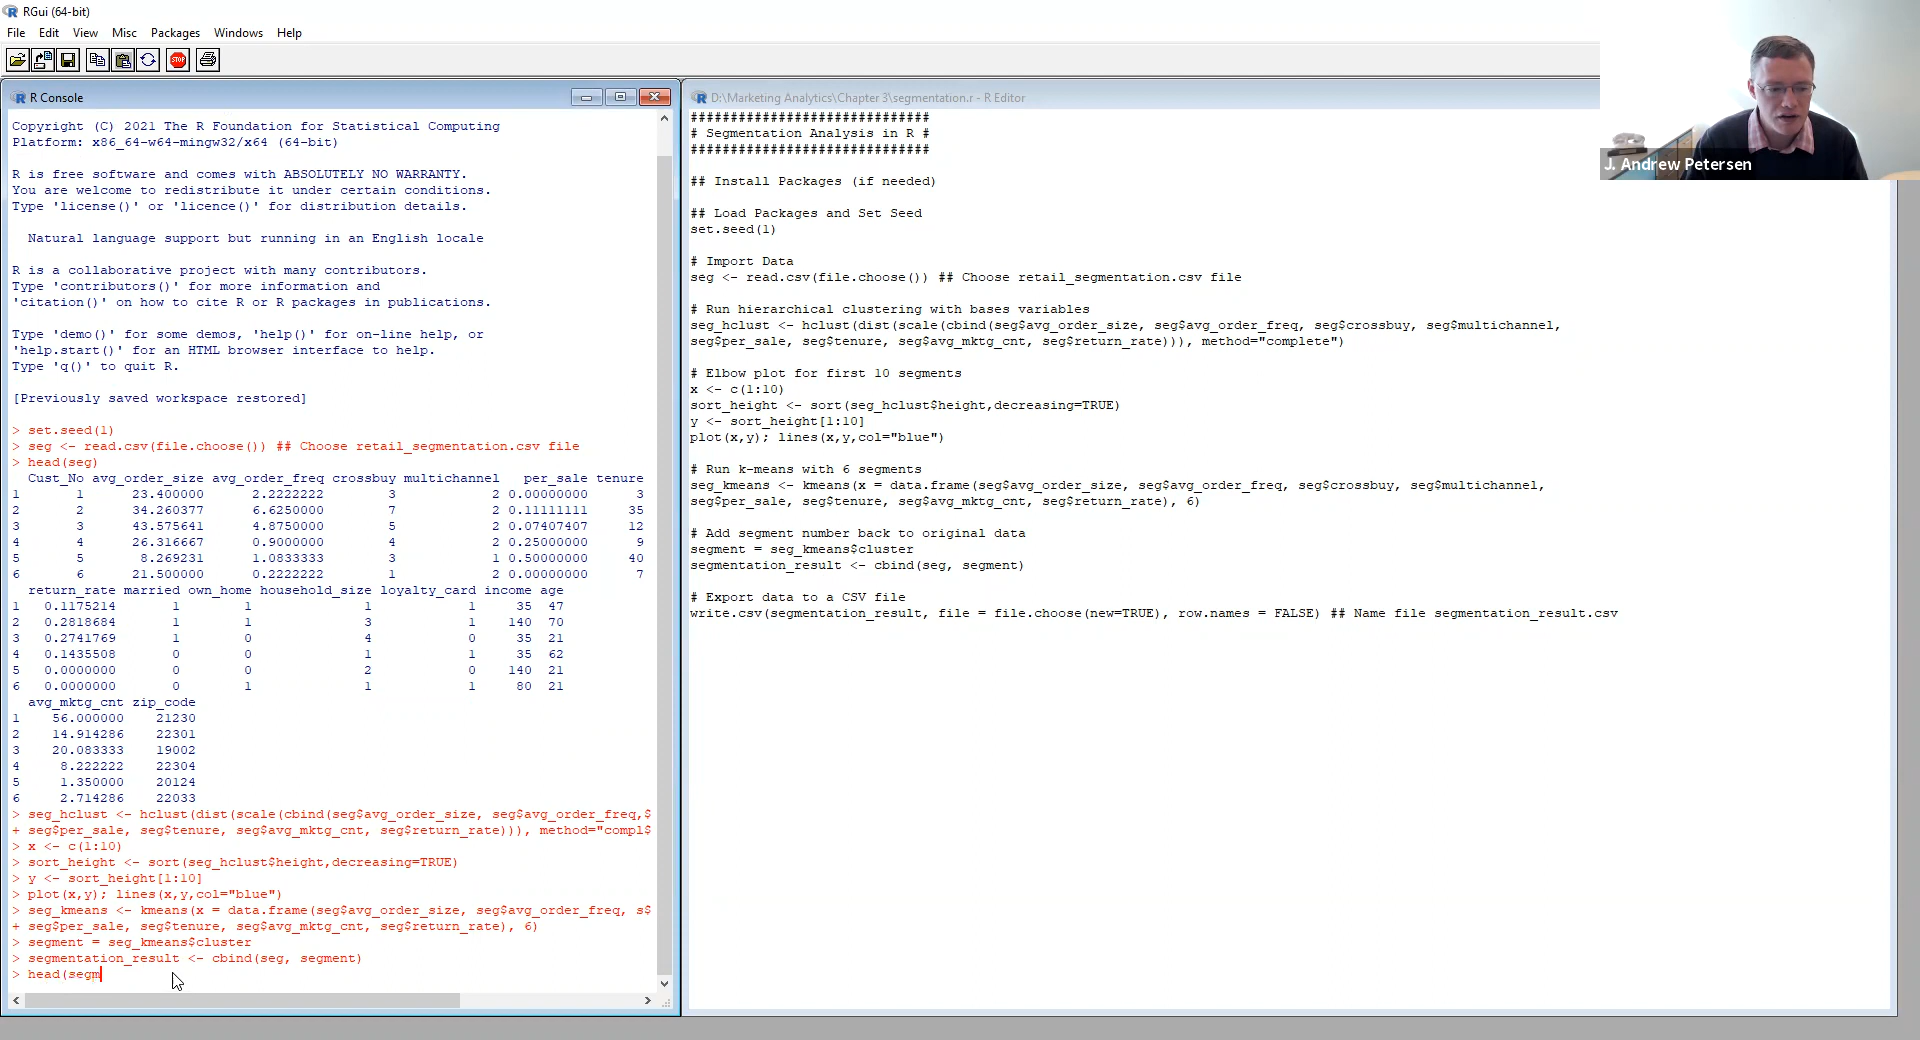 RGui (64-bit)
File Edit View Misc Packages Windows Help
STOP
R Console
Copyright (C) 2021 The R Foundation for Statistical Computing
Platform: x86_64-w64-mingw32/x64 (64-bit)
R is free software and comes with ABSOLUTELY NO WARRANTY.
You are welcome to redistribute it under certain conditions.
Type 'license()' or 'licence()' for distribution details.
Natural language support but running in an English locale
R is a collaborative project with many contributors.
Type 'contributors()' for more information and
'citation()' on how to cite R or R packages in publications.
Type 'demo()' for some demos, 'help()' for on-line help, or
'help.start()' for an HTML browser interface to help.
Type 'q()' to quit R.
[Previously saved workspace restored]
> set.seed(1)
> seg <- read.csv(file.choose()) ## Choose retail_segmentation.csv file
> head(seg)
Cust_No avg_order_size avg_order_freq crossbuy multichannel per_sale tenure
1 1 23.400000 2.2222222 3 2 0.00000000 3
2 2 34.260377 6.6250000 7 2 0.11111111 35
3 3 43.575641 4.8750000 5 2 0.07407407 12
4 4 26.316667 0.9000000 4 2 0.25000000 9
5 5 8.269231 1.0833333 3 1 0.50000000 40
6 6 21.500000 0.2222222 1 2 0.00000000 7
return_rate married own_home household_size loyalty_card income age
1 0.1175214 1 1 1 1 35 47
2 0.2818684 1 1 3 1 140 70
3 0.2741769 1 0 4 0 35 21
4 0.1435508 0 0 1 1 35 62
5 0.0000000 0 0 2 0 140 21
6 0.0000000 0 1 1 1 80 21
avg_mktg_cnt zip_code
1 56.000000 21230
2 14.914286 22301
3 20.083333 19002
4 8.222222 22304
5 1.350000 20124
6 2.714286 22033
> seg_hclust <- hclust(dist(scale(cbind(seg$avg_order_size, seg$avg_order_freq,$
+ seg$per_sale, seg$tenure, seg$avg_mktg_cnt, seg$return_rate))), method="compl$
> x <- c(1:10)
> sort_height <- sort(seg_hclust$height,decreasing=TRUE)
> y <- sort_height[1:10]
> plot(x,y); lines(x,y,col="blue")
> seg_kmeans <- kmeans(x = data.frame(seg$avg_order_size, seg$avg_order_freq, s$
+ seg$per_sale, seg$tenure, seg$avg_mktg_cnt, seg$return_rate), 6)
> segment = seg_kmeans$cluster
> segmentation_result <- cbind(seg, segment)
> head(segm
D:\Marketing Analytics\Chapter 3\segmentation.r - R Editor
##############################
# Segmentation Analysis in R #
##############################
## Install Packages (if needed)
## Load Packages and Set Seed
set.seed(1)
# Import Data
seg <- read.csv(file.choose()) ## Choose retail_segmentation.csv file
# Run hierarchical clustering with bases variables
seg_hclust <- hclust(dist(scale(cbind(seg$avg_order_size, seg$avg_order_freq, seg$crossbuy, seg$multichannel,
seg$per_sale, seg$tenure, seg$avg_mktg_cnt, seg$return_rate))), method="complete")
# Elbow plot for first 10 segments
x <- c(1:10)
sort_height <- sort(seg_hclust$height,decreasing=TRUE)
y <- sort_height[1:10]
plot(x,y); lines(x,y,col="blue")
# Run k-means with 6 segments
seg_kmeans <- kmeans(x = data.frame(seg$avg_order_size, seg$avg_order_freq, seg$crossbuy, seg$multichannel,
seg$per_sale, seg$tenure, seg$avg_mktg_cnt, seg$return_rate), 6)
# Add segment number back to original data
segment = seg_kmeans$cluster
segmentation_result <- cbind(seg, segment)
# Export data to a CSV file
write.csv(segmentation_result, file = file.choose(new=TRUE), row.names = FALSE) ## Name file segmentation_result.csv
J. Andrew Petersen